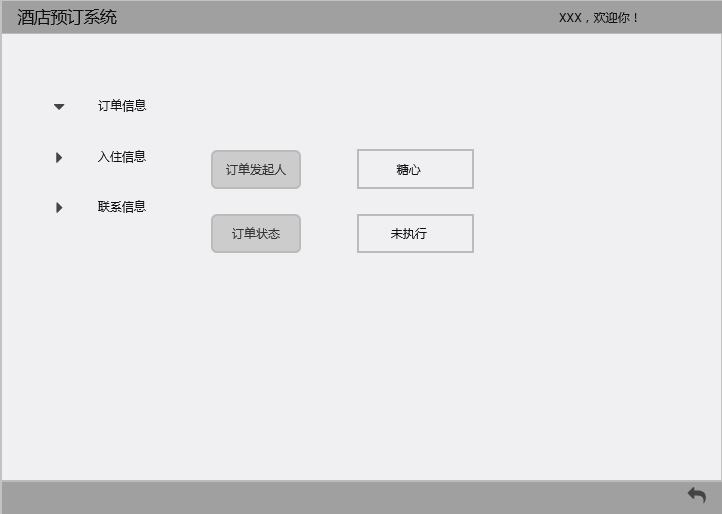 酒店预订系统
XXX，欢迎你！
订单信息
入住信息
订单发起人
糖心
联系信息
订单状态
未执行